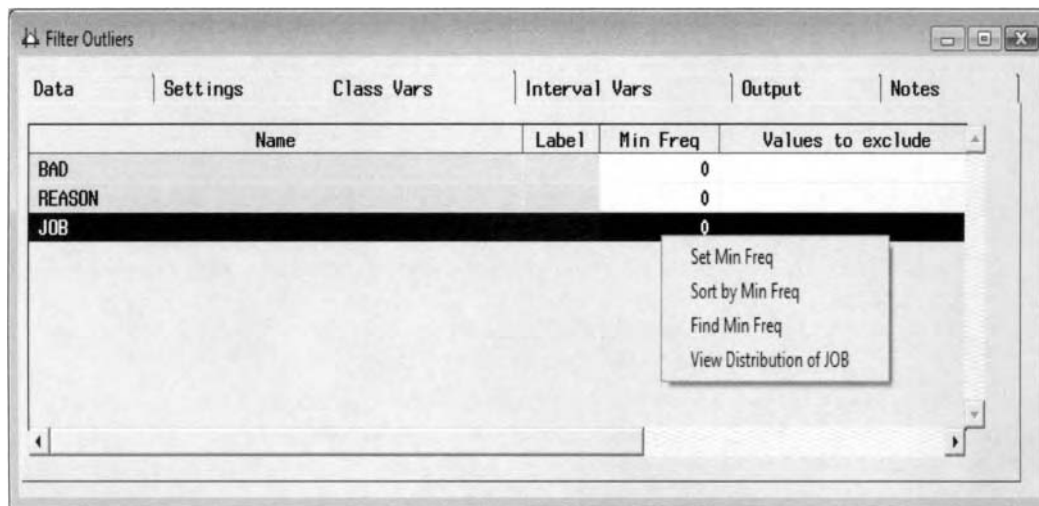 Filter Outliers
Data Settings Class Vars Interval Vars Output Notes
Name Label Min Freq Values to exclude
BAD 0
REASON 0
JOB 0
Set Min Freq
Sort by Min Freq
Find Min Freq
View Distribution of JOB